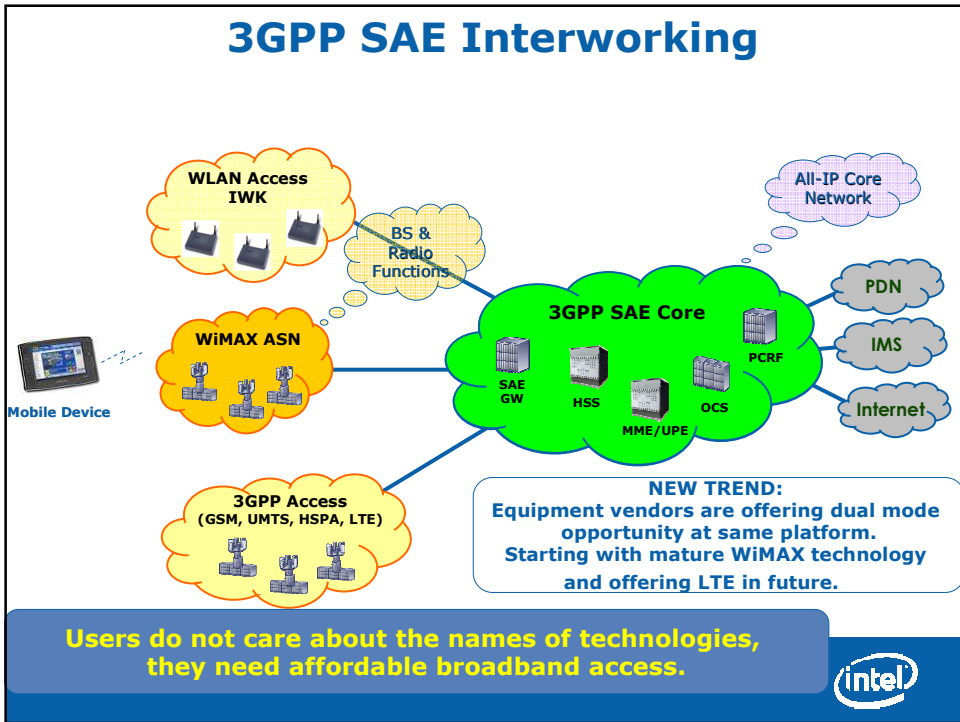 3GPP SAE Interworking
WLAN Access
IWK
BS &
Radio
Functions
All-IP Core
Network
WiMAX ASN
Mobile Device
3GPP SAE Core
SAE
GW
HSS
MME/UPE
OCS
PCRF
PDN
IMS
Internet
3GPP Access
(GSM, UMTS, HSPA, LTE)
NEW TREND:
Equipment vendors are offering dual mode
opportunity at same platform.
Starting with mature WiMAX technology
and offering LTE in future.
Users do not care about the names of technologies,
they need affordable broadband access.
intel